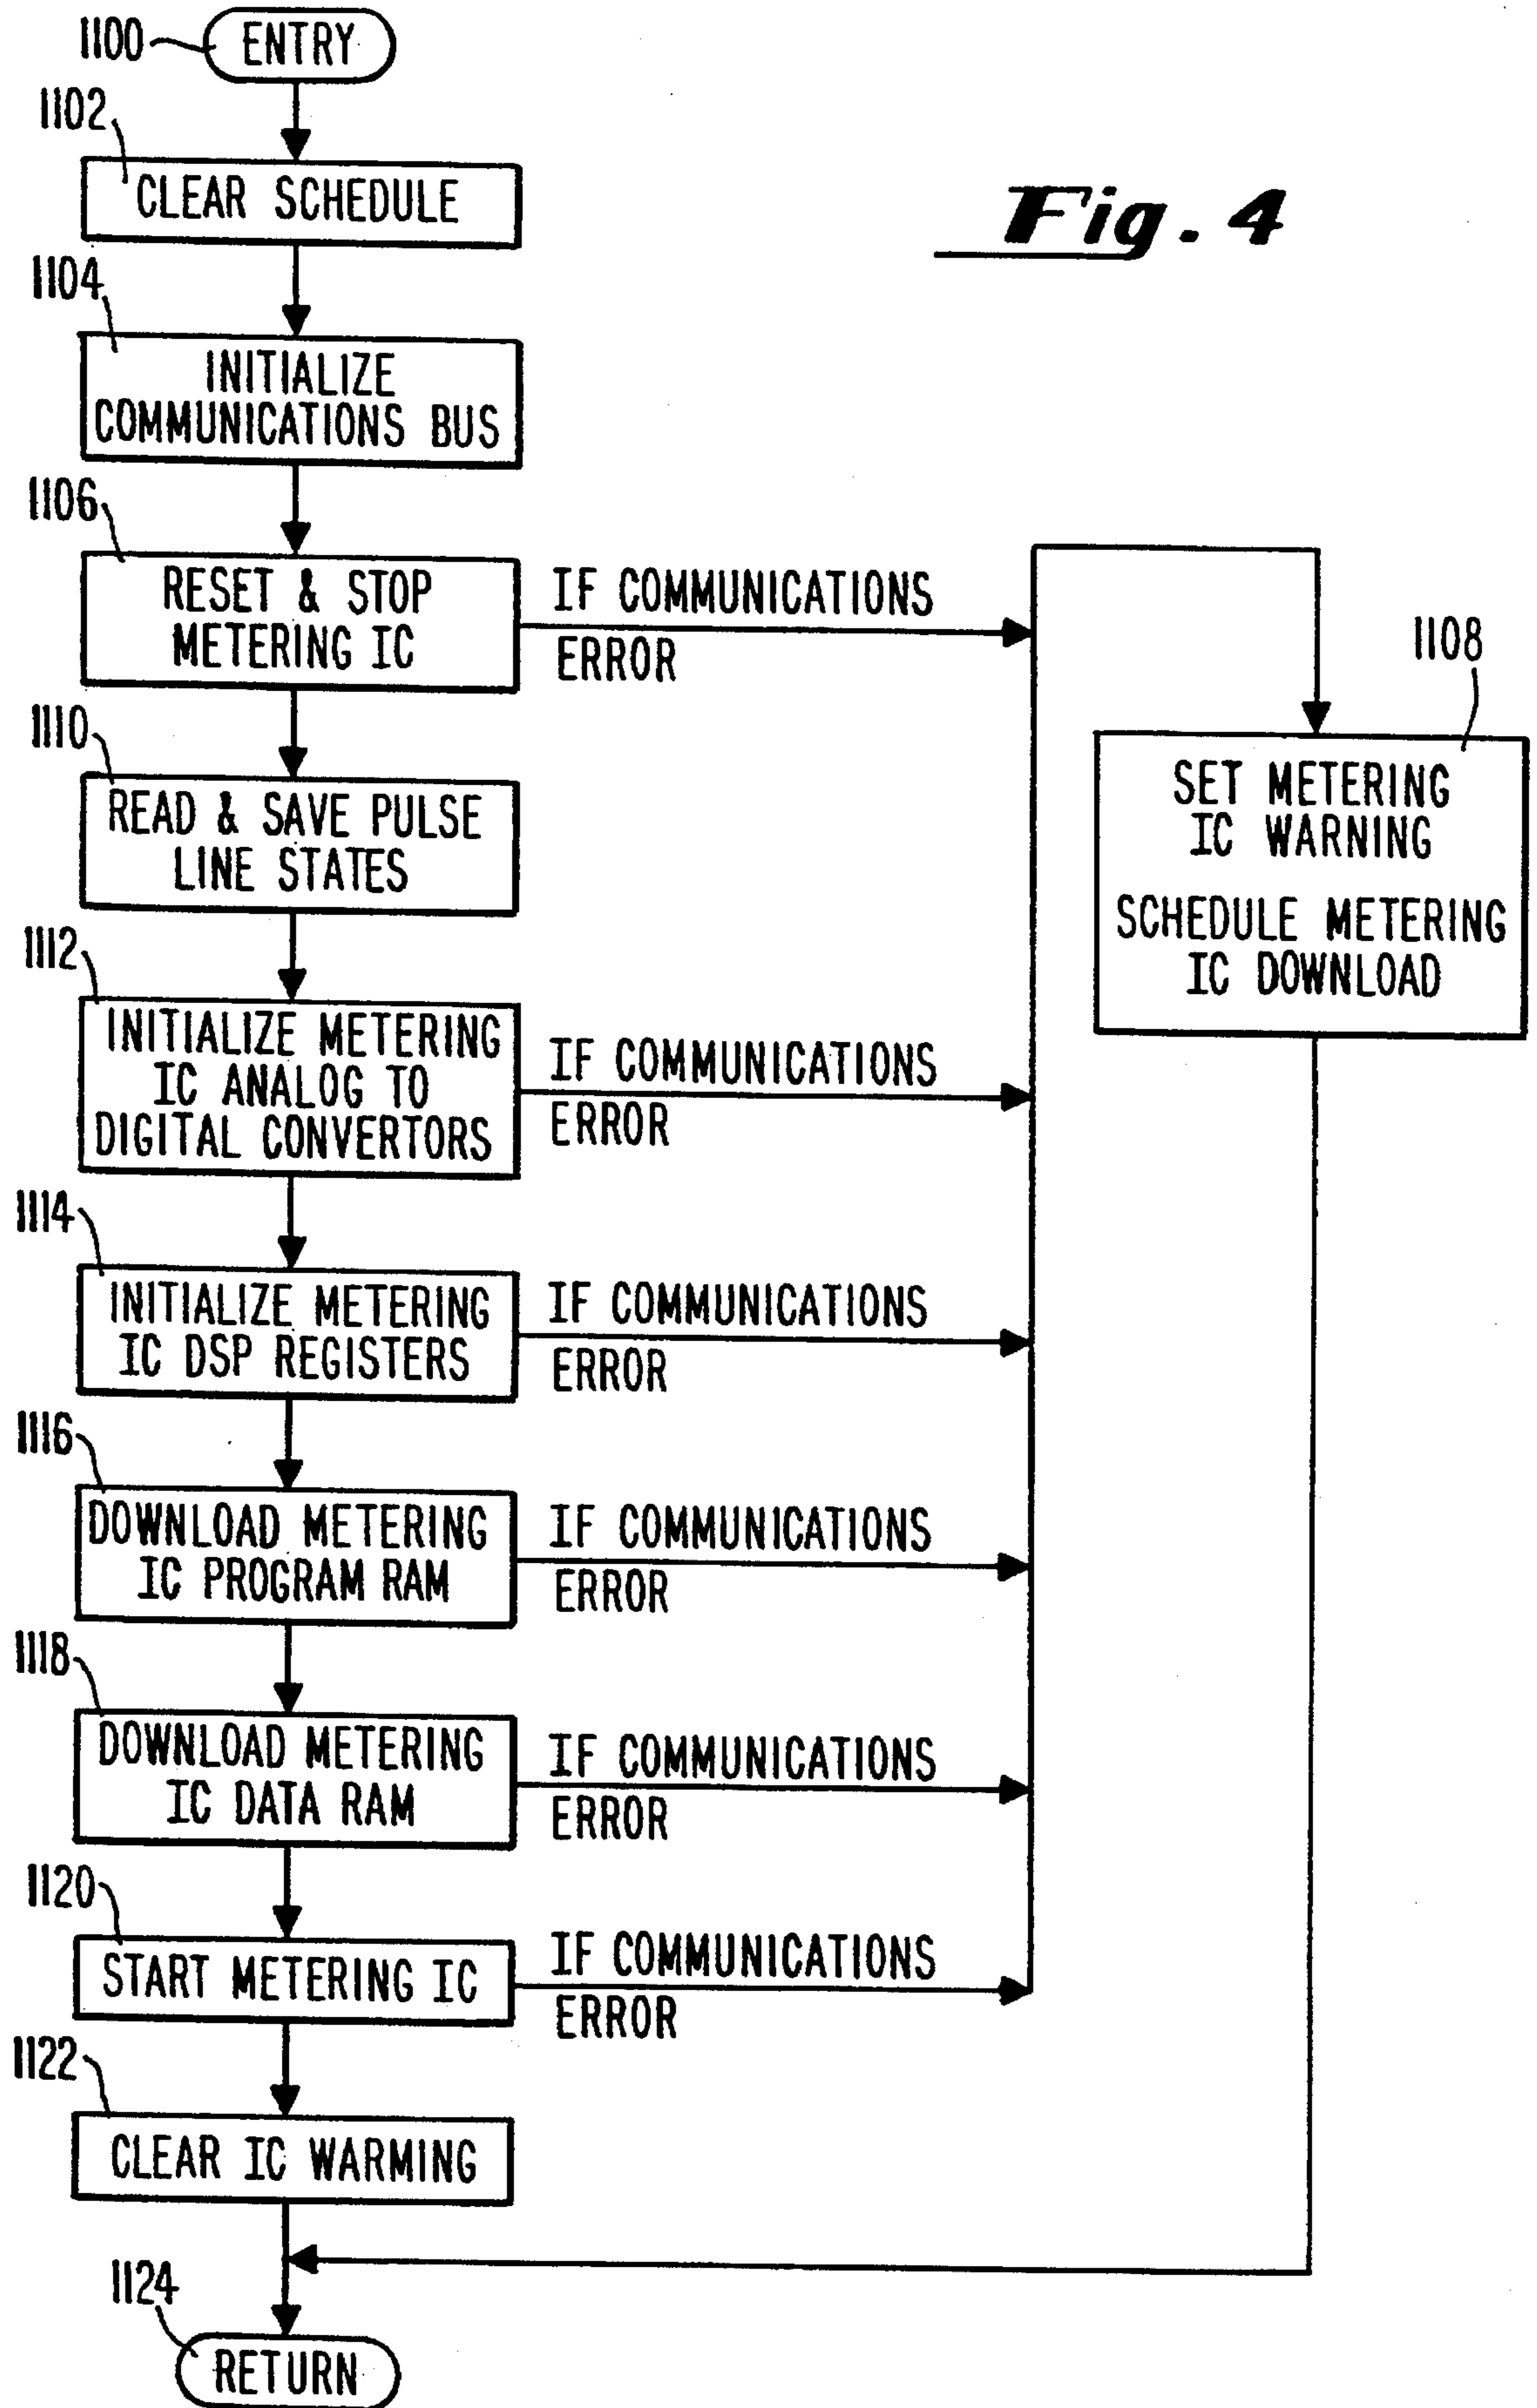 1100
ENTRY
1102
CLEAR SCHEDULE
Fig. 4
1104
INITIALIZE
COMMUNICATIONS BUS
1106
RESET & STOP
METERING IC
IF COMMUNICATIONS
ERROR
1108
SET METERING
IC WARNING
SCHEDULE METERING
IC DOWNLOAD
1110
READ & SAVE PULSE
LINE STATES
1112
INITIALIZE METERING
IC ANALOG TO
DIGITAL CONVERTORS
IF COMMUNICATIONS
ERROR
1114
INITIALIZE METERING
IC DSP REGISTERS
IF COMMUNICATIONS
ERROR
1116
DOWNLOAD METERING
IC PROGRAM RAM
IF COMMUNICATIONS
ERROR
1118
DOWNLOAD METERING
IC DATA RAM
IF COMMUNICATIONS
ERROR
1120
START METERING IC
IF COMMUNICATIONS
ERROR
1122
CLEAR IC WARMING
1124
RETURN